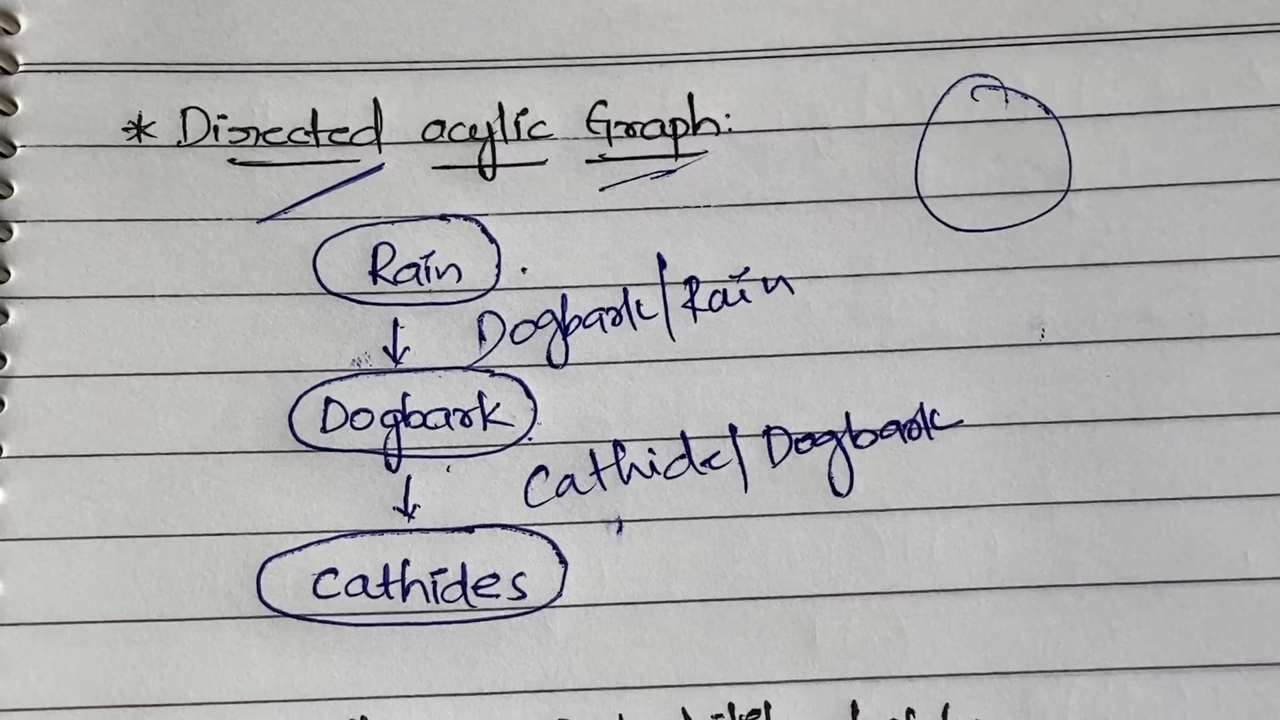 * Directed acylic Graph:
Rain
Dogbark/Rain
Dogbark
Cathide/Dogbark
Cathides